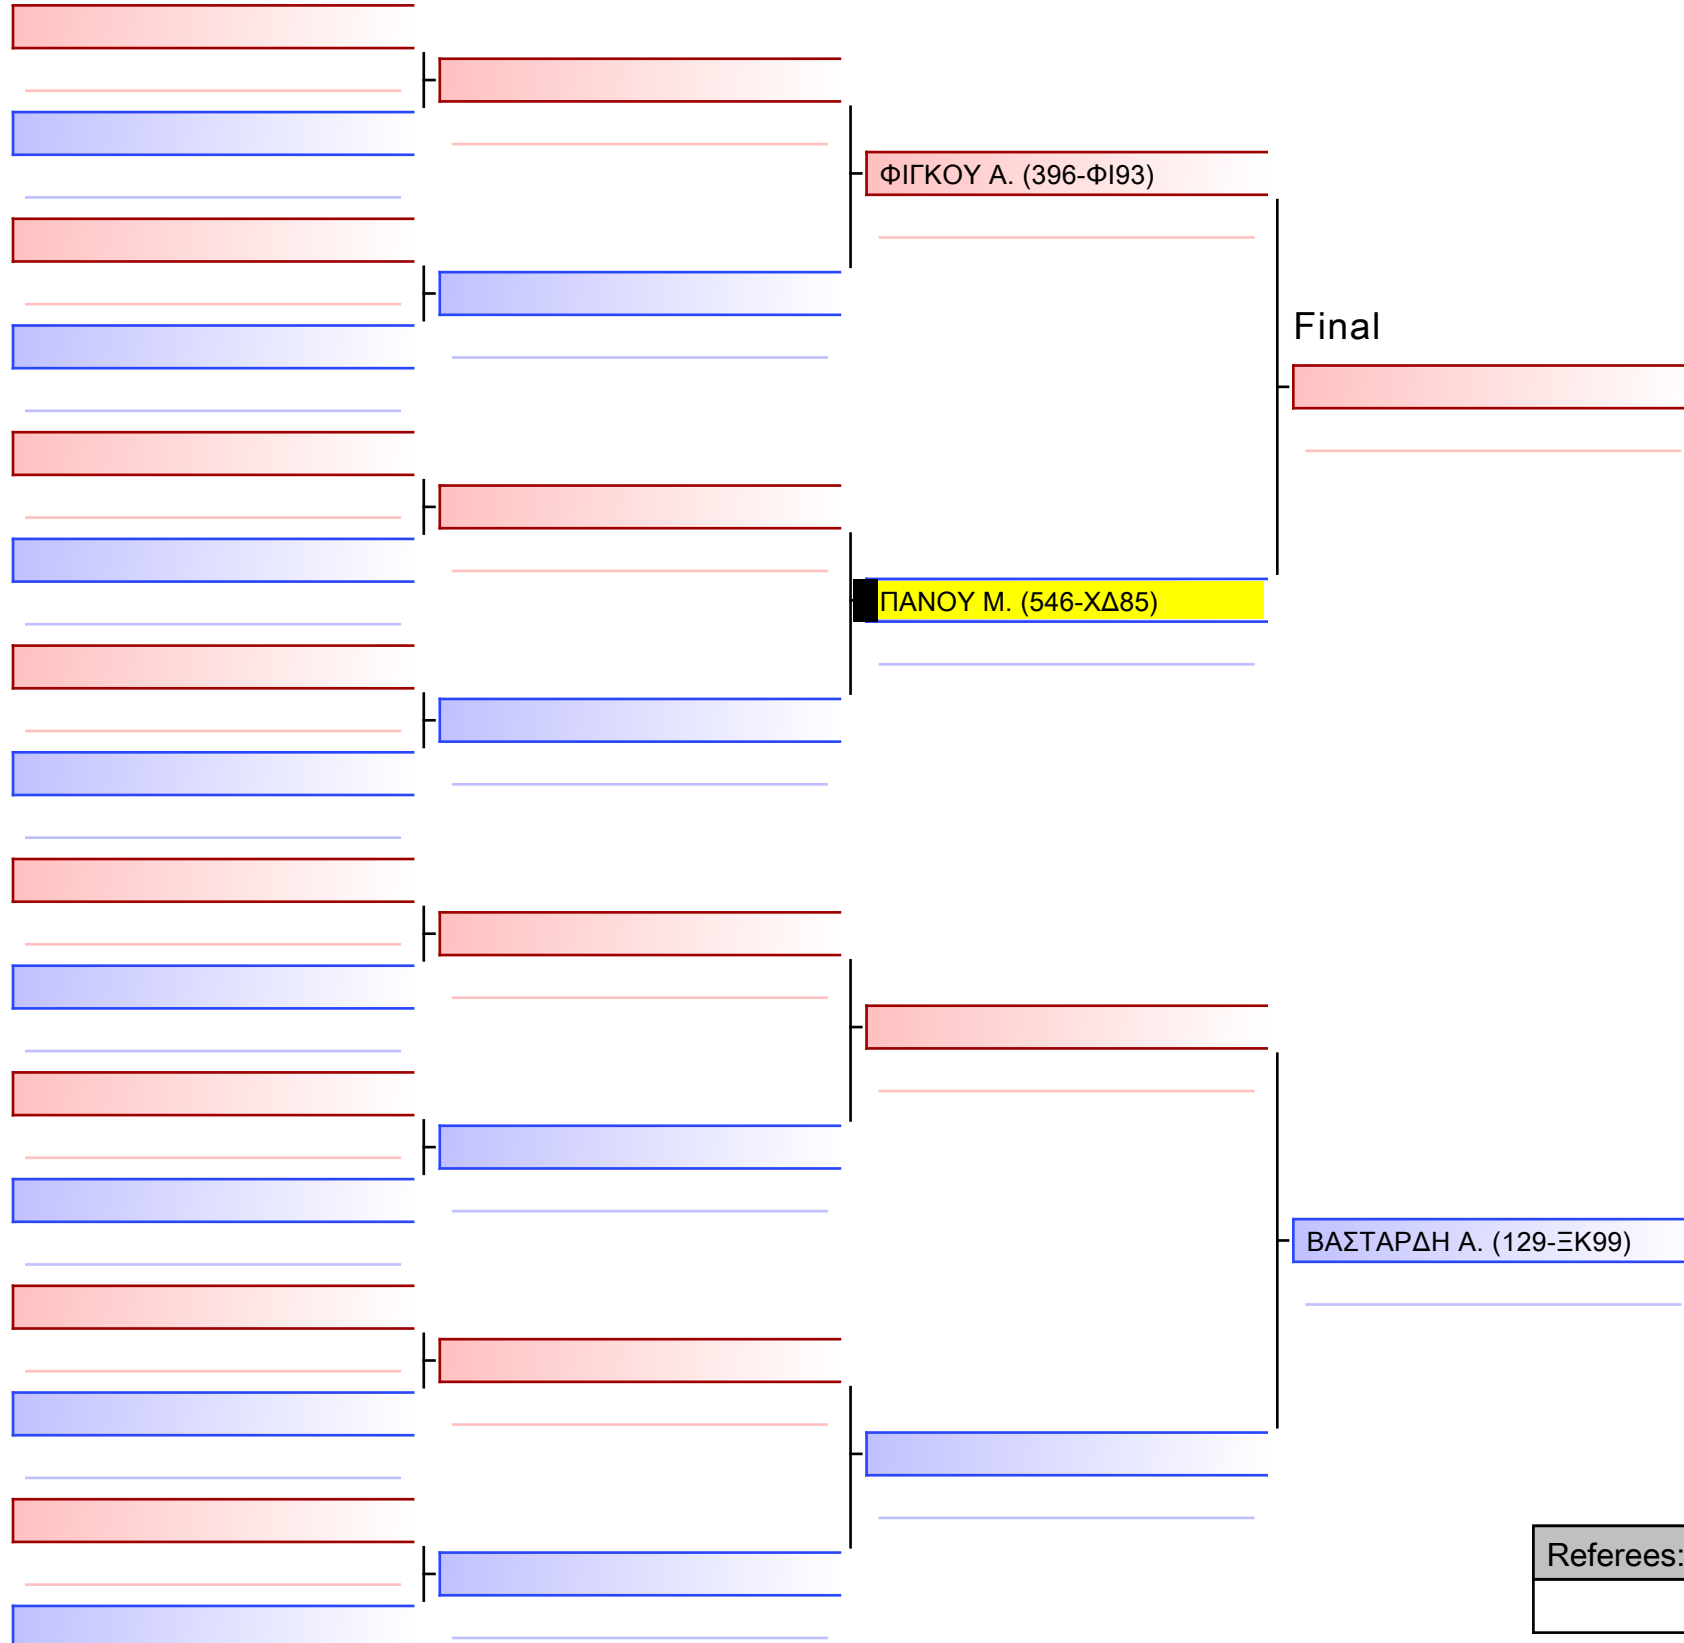 ΦΙΓΚΟΥ Α. (396-ΦΙ93)
Final
ΠΑΝΟΥ Μ. (546-ΧΔ85)
ΒΑΣΤΑΡΔΗ Α. (129-ΞΚ99)
Referees: